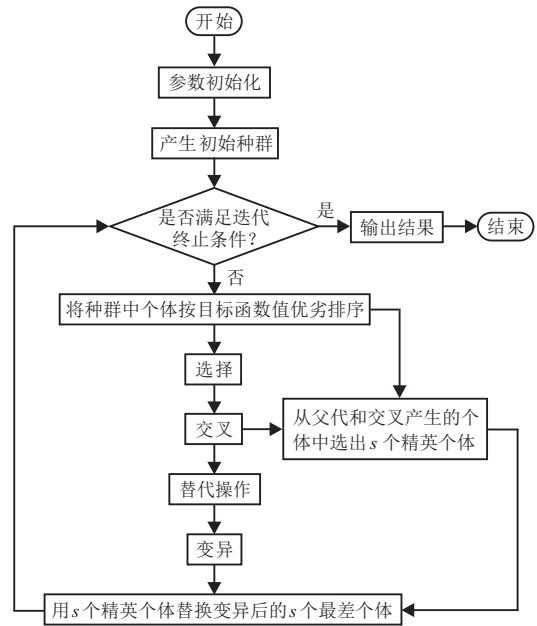 开始
参数初始化
产生初始种群
是否满足迭代
终止条件?
是
输出结果
结束
否
将种群中个体按目标函数值优劣排序
选择
交叉
从父代和交叉产生的个
体中选出s个精英个体
替代操作
变异
用s个精英个体替换变异后的s个最差个体